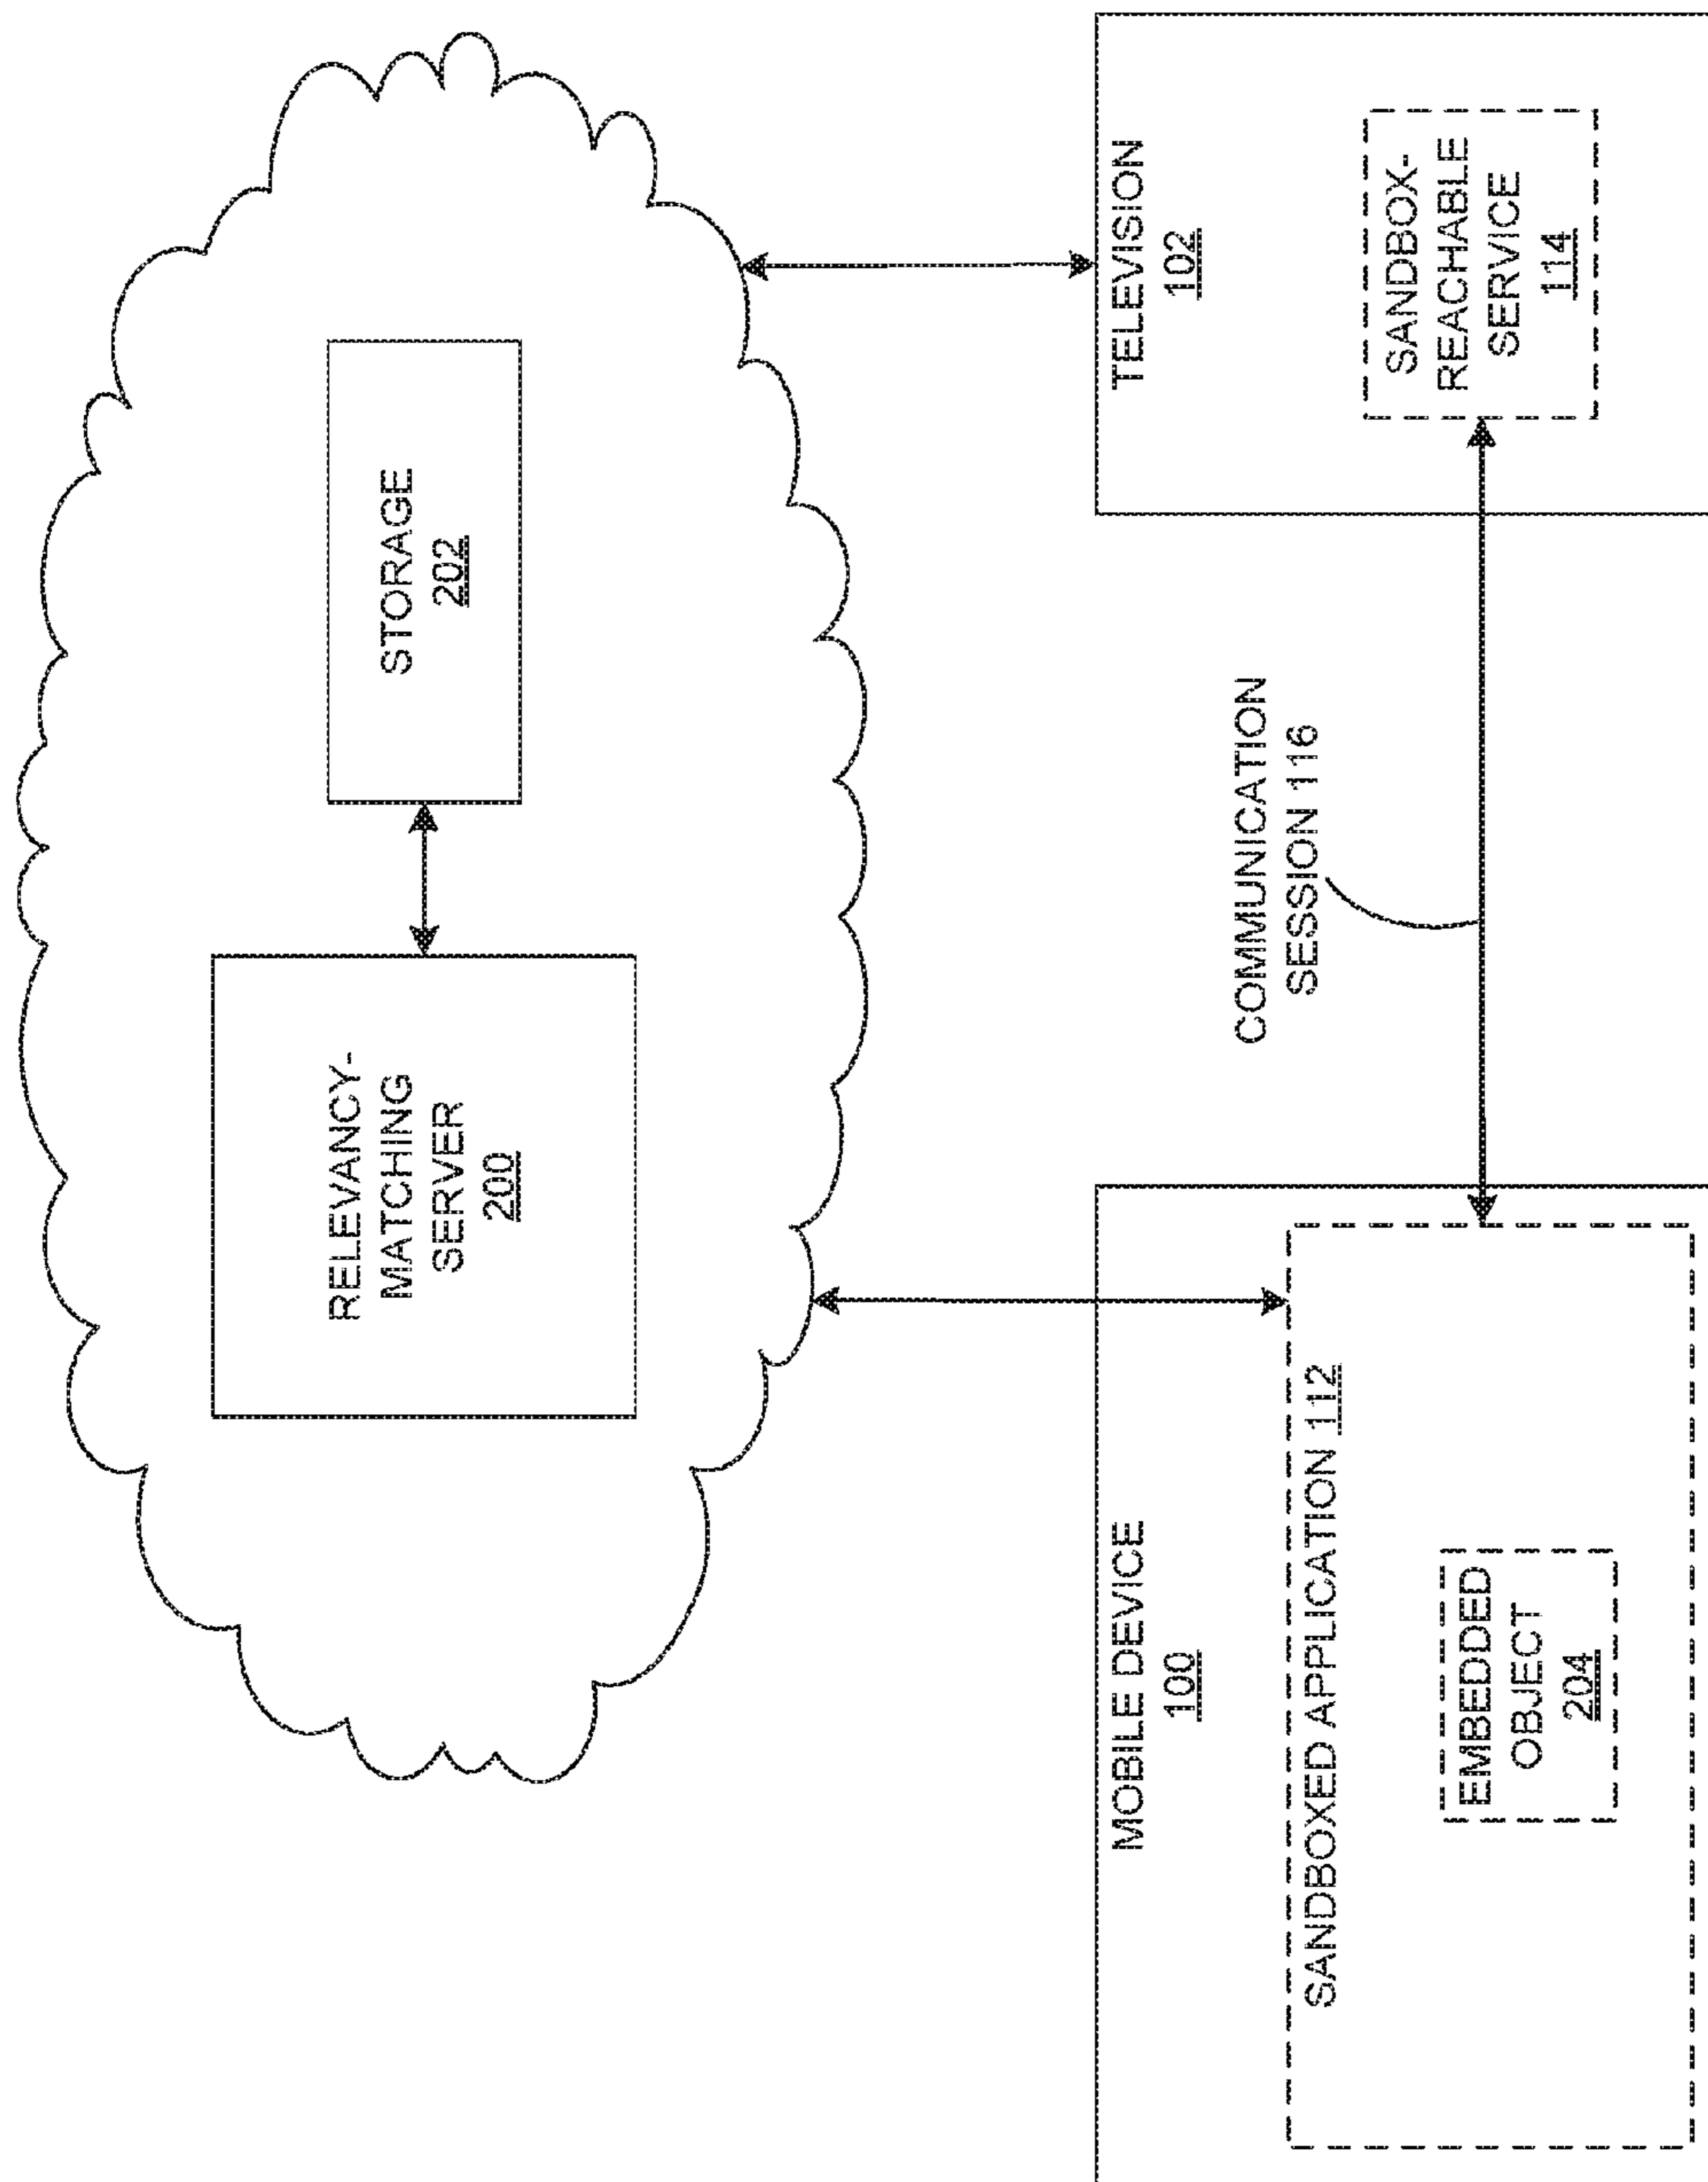 RELEVANCY-
MATCHING
SERVER
200
STORAGE
202
COMMUNICATION
SESSION 116
MOBILE DEVICE
100
SANDBOXED APPLICATION 112
EMBEDDED
OBJECT
204
TELEVISION
102
SANDBOX-
REACHABLE
SERVICE
114